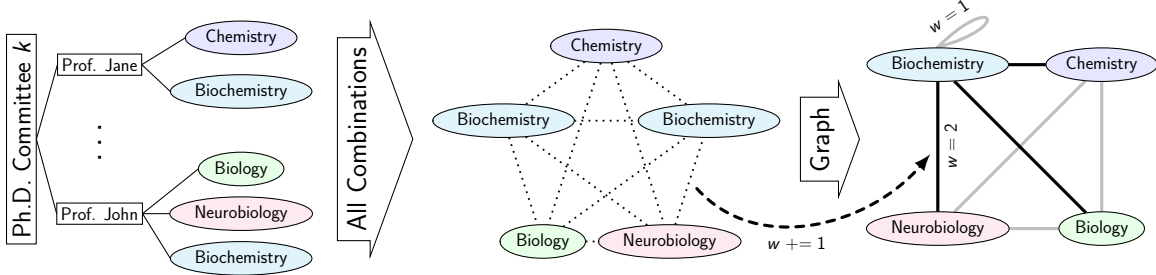 Ph.D. Committee k
Prof. Jane
Chemistry
Biochemistry
...
Prof. John
Biology
Neurobiology
Biochemistry
All Combinations
Chemistry
Biochemistry
Biochemistry
Biology
Neurobiology
Graph
w += 1
w = 1
Biochemistry
Chemistry
w = 2
Neurobiology
Biology